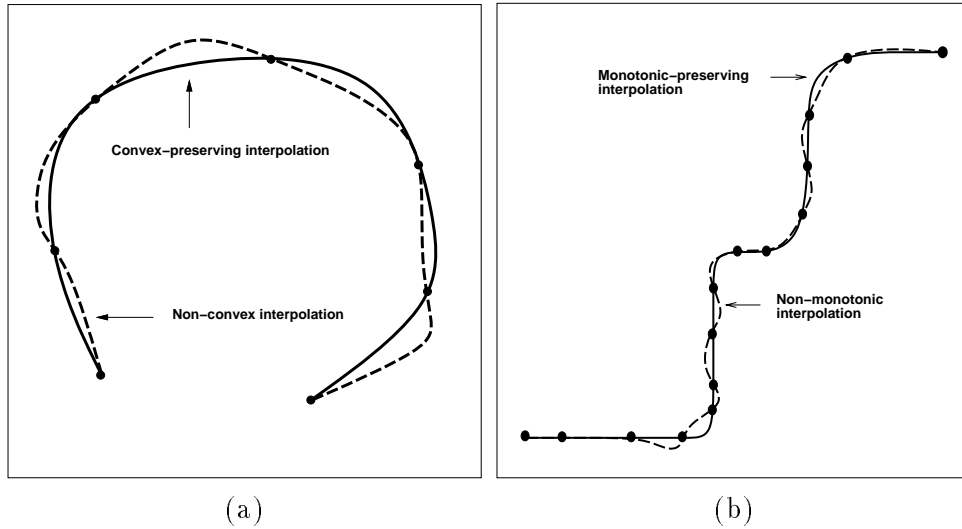 Convex−preserving interpolation
Non−convex interpolation
(a)
Monotonic−preserving
interpolation
Non−monotonic
interpolation
(b)